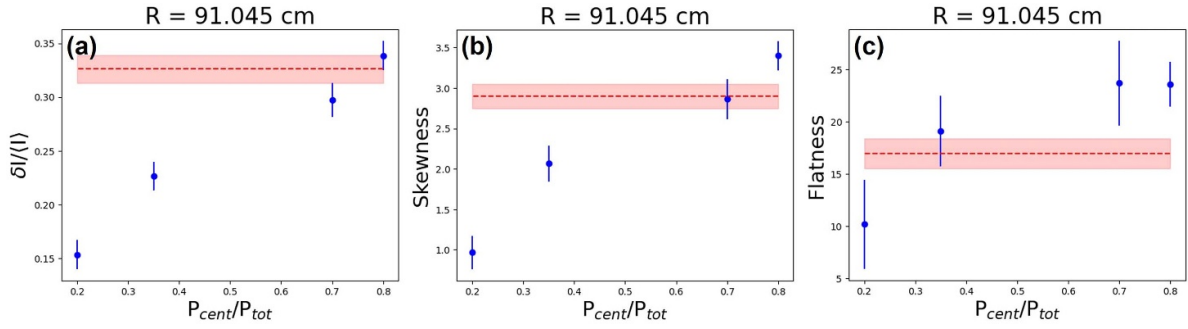 R = 91.045 cm
(a)
δI/⟨I⟩
0.35
0.30
0.25
0.20
0.15
0.2 0.3 0.4 0.5 0.6 0.7 0.8
P_cent/P_tot
R = 91.045 cm
(b)
Skewness
3.5
3.0
2.5
2.0
1.5
1.0
0.2 0.3 0.4 0.5 0.6 0.7 0.8
P_cent/P_tot
R = 91.045 cm
(c)
Flatness
25
20
15
10
5
0.2 0.3 0.4 0.5 0.6 0.7 0.8
P_cent/P_tot